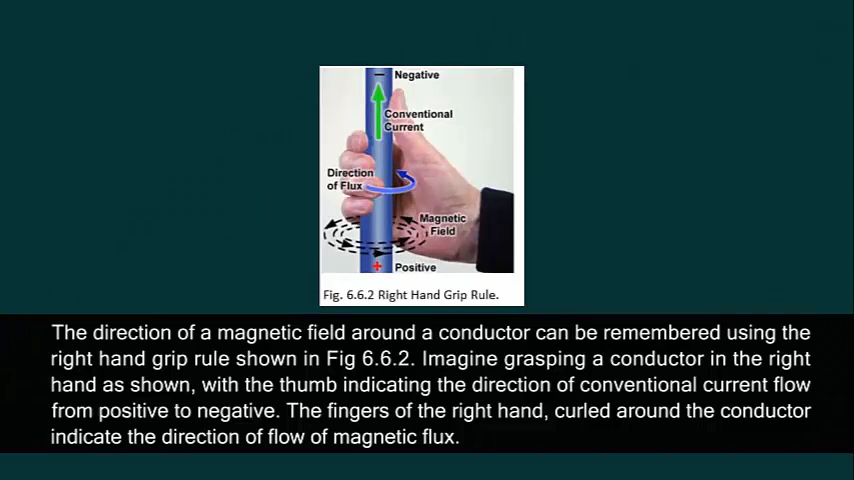 − Negative
Conventional
Current
Direction
of Flux
Magnetic
Field
+ Positive
Fig. 6.6.2 Right Hand Grip Rule.
The direction of a magnetic field around a conductor can be remembered using the
right hand grip rule shown in Fig 6.6.2. Imagine grasping a conductor in the right
hand as shown, with the thumb indicating the direction of conventional current flow
from positive to negative. The fingers of the right hand, curled around the conductor
indicate the direction of flow of magnetic flux.